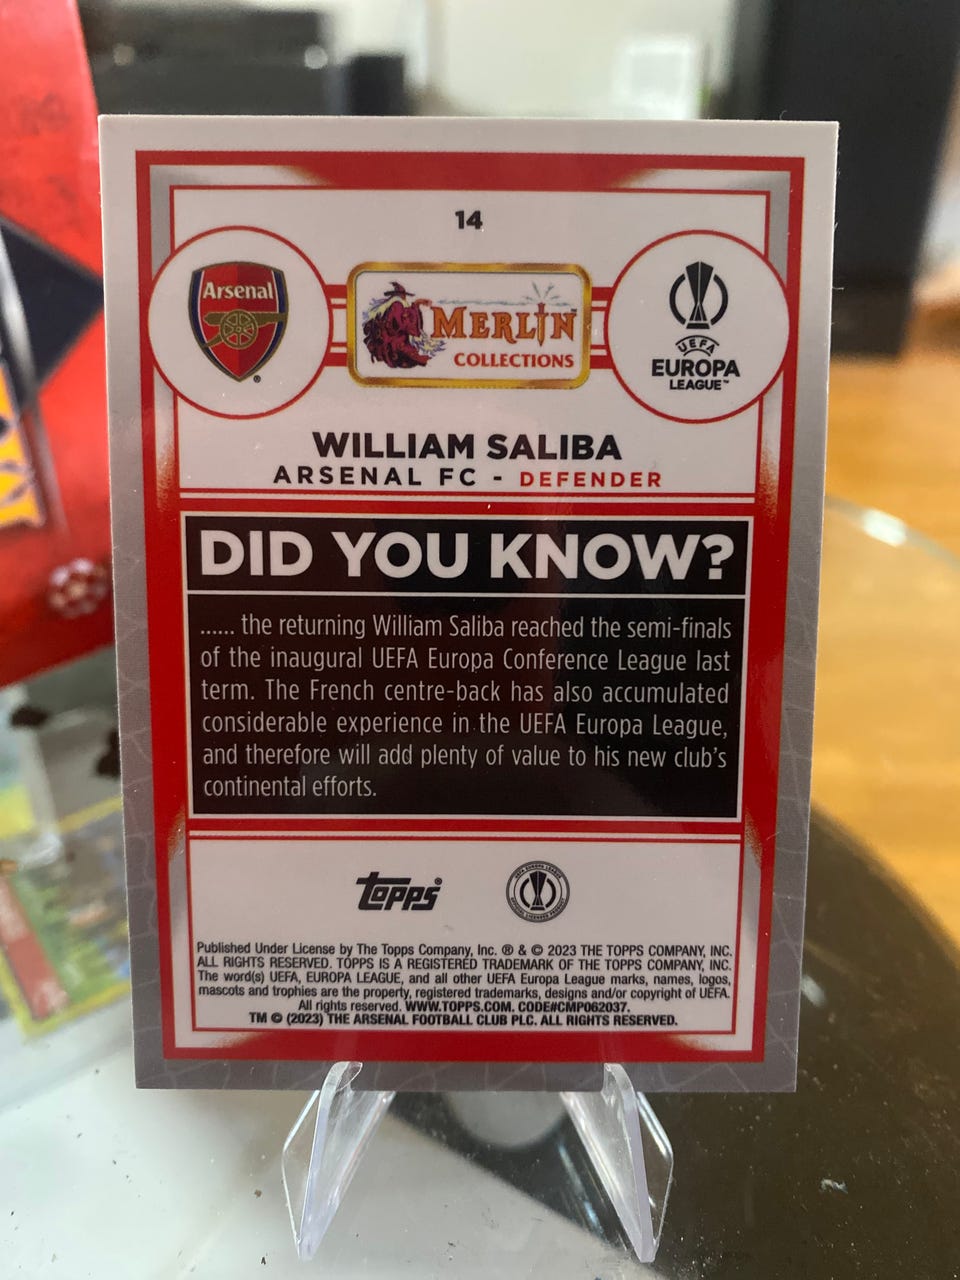 14
Arsenal
®
MERLIN™
COLLECTIONS
UEFA
EUROPA
LEAGUE™
WILLIAM SALIBA
ARSENAL FC - DEFENDER
DID YOU KNOW?
...... the returning William Saliba reached the semi-finals
of the inaugural UEFA Europa Conference League last
term. The French centre-back has also accumulated
considerable experience in the UEFA Europa League,
and therefore will add plenty of value to his new club's
continental efforts.
topps®
Published Under License by The Topps Company, Inc. ® & © 2023 THE TOPPS COMPANY, INC.
ALL RIGHTS RESERVED. TOPPS IS A REGISTERED TRADEMARK OF THE TOPPS COMPANY, INC.
The word(s) UEFA, EUROPA LEAGUE, and all other UEFA Europa League marks, names, logos,
mascots and trophies are the property, registered trademarks, designs and/or copyright of UEFA.
All rights reserved. WWW.TOPPS.COM. CODE#CMP062037.
TM © (2023) THE ARSENAL FOOTBALL CLUB PLC. ALL RIGHTS RESERVED.